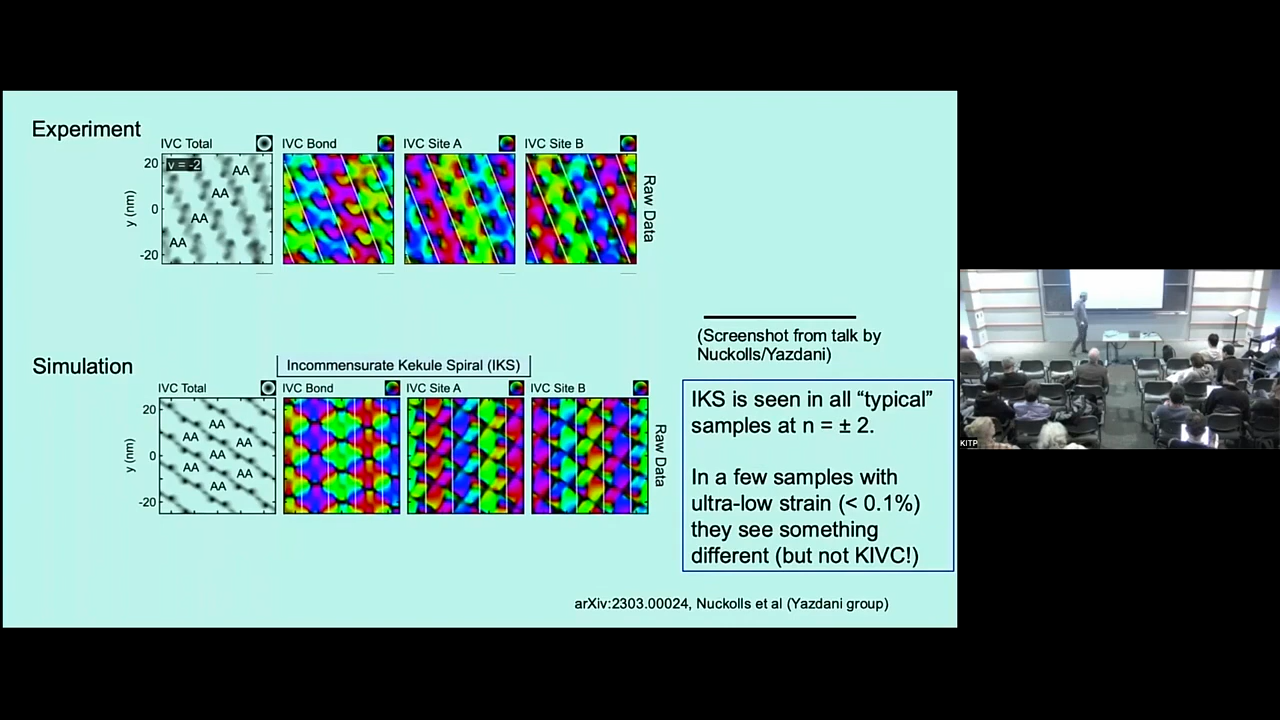 Experiment
IVC Total
IVC Bond
IVC Site A
IVC Site B
ν = -2
AA
AA
AA
AA
20
0
-20
y (nm)
Raw Data
(Screenshot from talk by
Nuckolls/Yazdani)
Simulation
Incommensurate Kekule Spiral (IKS)
IVC Total
IVC Bond
IVC Site A
IVC Site B
AA
AA
AA
AA
AA
AA
AA
20
0
-20
y (nm)
Raw Data
IKS is seen in all “typical”
samples at n = ± 2.
In a few samples with
ultra-low strain (< 0.1%)
they see something
different (but not KIVC!)
arXiv:2303.00024, Nuckolls et al (Yazdani group)
KITP